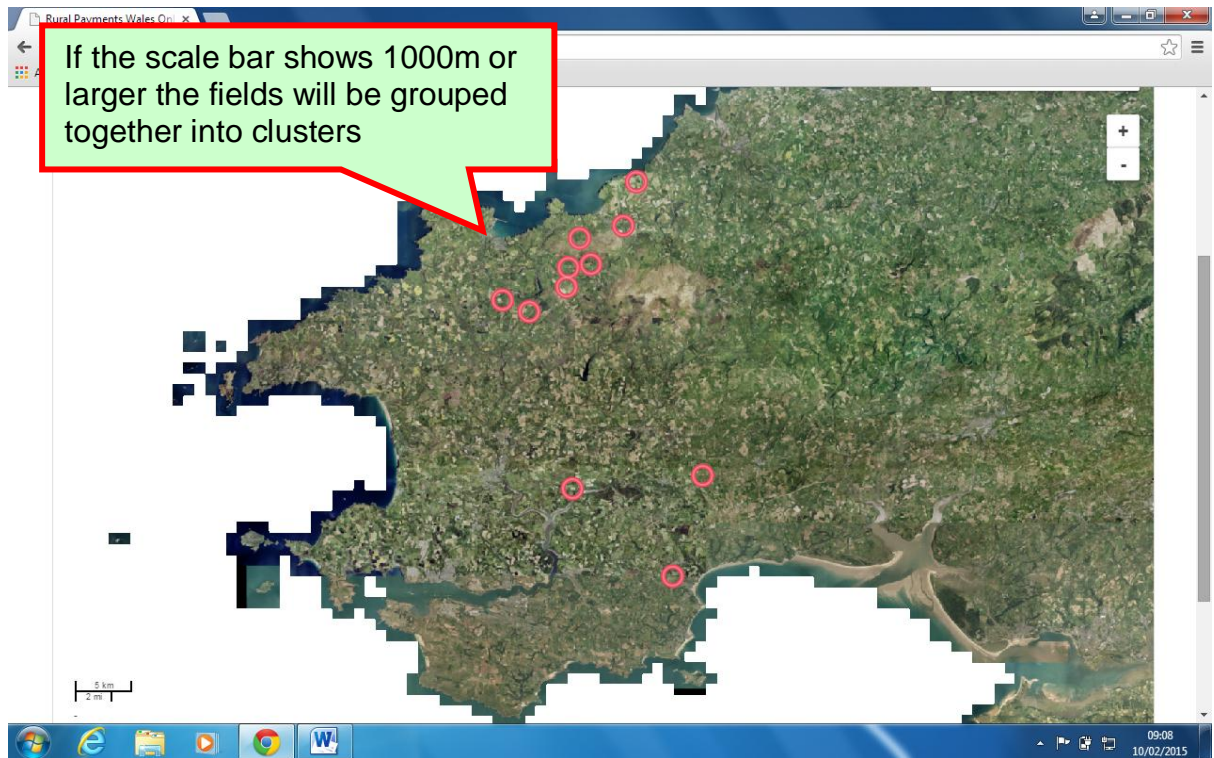 Rural Payments Wales Onl
If the scale bar shows 1000m or
larger the fields will be grouped
together into clusters
+
-
5 km
2 mi
09:08
10/02/2015